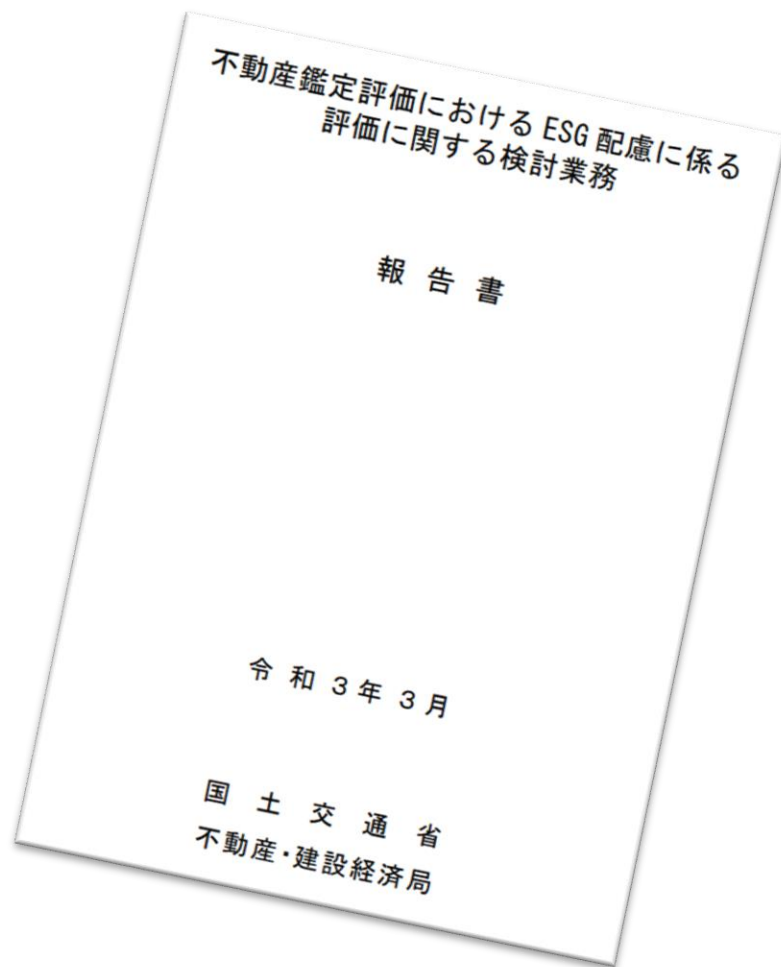 不動産鑑定評価における ESG 配慮に係る
評価に関する検討業務
報 告 書
令 和 3 年 3 月
国 土 交 通 省
不動産・建設経済局